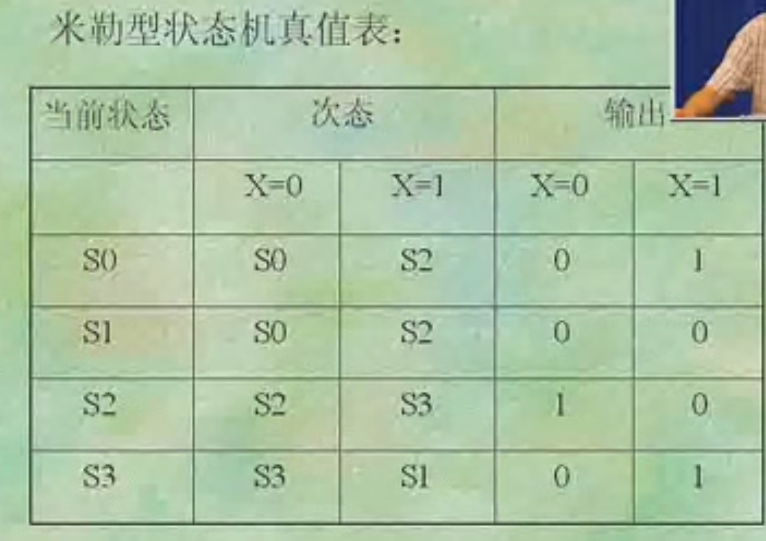 米勒型状态机真值表：
当前状态 次态 输出
X=0 X=1 X=0 X=1
S0 S0 S2 0 1
S1 S0 S2 0 0
S2 S2 S3 1 0
S3 S3 S1 0 1